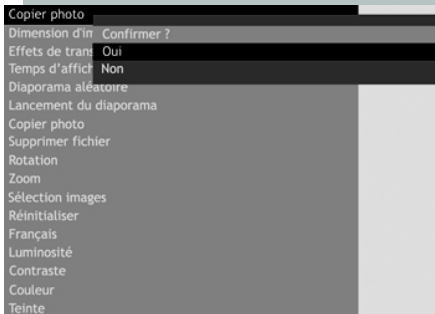 Copier photo
Dimension d'im
Confirmer ?
Effets de trans
Oui
Temps d'affich
Non
Diaporama aléatoire
Lancement du diaporama
Copier photo
Supprimer fichier
Rotation
Zoom
Sélection images
Réinitialiser
Français
Luminosité
Contraste
Couleur
Teinte